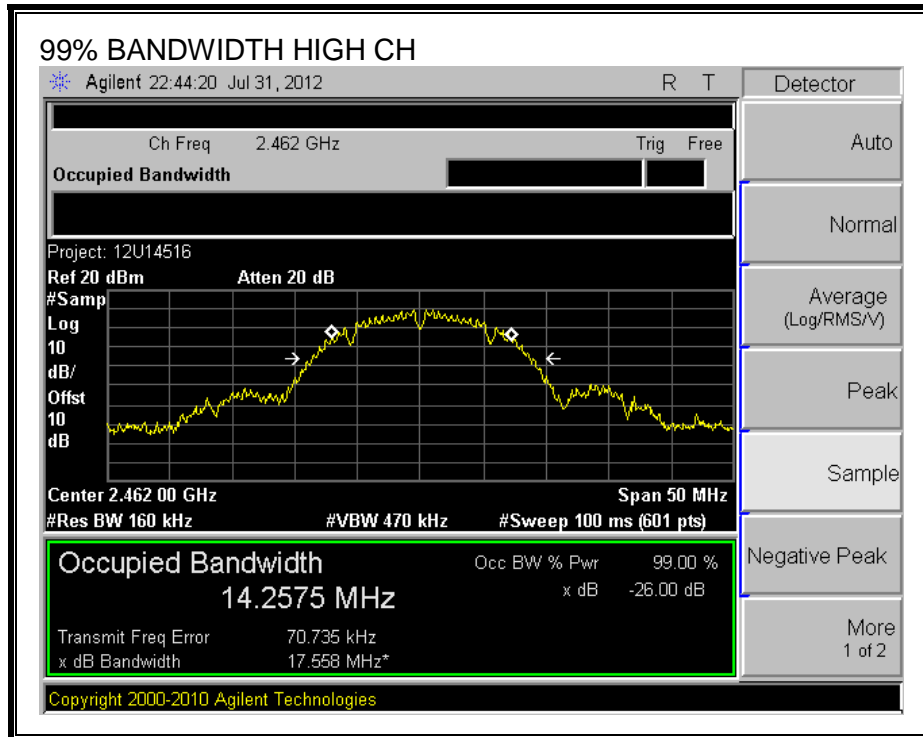 99% BANDWIDTH HIGH CH
Agilent 22:44:20 Jul 31, 2012 R T
Detector
Ch Freq 2.462 GHz Trig Free
Occupied Bandwidth
Project: 12U14516
Ref 20 dBm Atten 20 dB
#Samp
Log
10
dB/
Offst
10
dB
Center 2.462 00 GHz Span 50 MHz
#Res BW 160 kHz #VBW 470 kHz #Sweep 100 ms (601 pts)
Occupied Bandwidth Occ BW % Pwr 99.00 %
14.2575 MHz x dB -26.00 dB
Transmit Freq Error 70.735 kHz
x dB Bandwidth 17.558 MHz*
Copyright 2000-2010 Agilent Technologies
Auto
Normal
Average
(Log/RMS/V)
Peak
Sample
Negative Peak
More
1 of 2